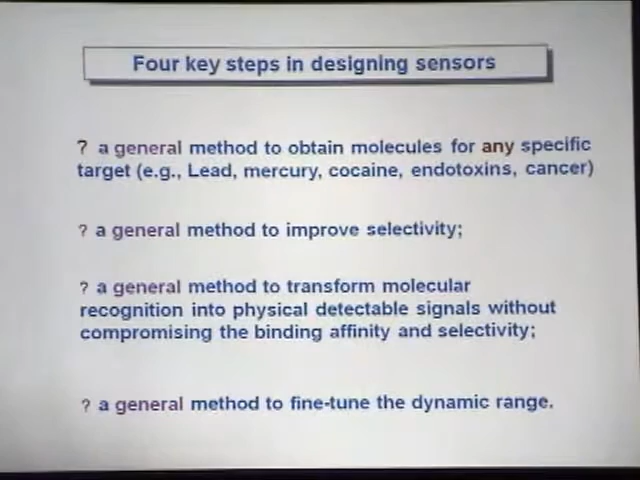 Four key steps in designing sensors
? a general method to obtain molecules for any specific
target (e.g., Lead, mercury, cocaine, endotoxins, cancer)
? a general method to improve selectivity;
? a general method to transform molecular
recognition into physical detectable signals without
compromising the binding affinity and selectivity;
? a general method to fine-tune the dynamic range.